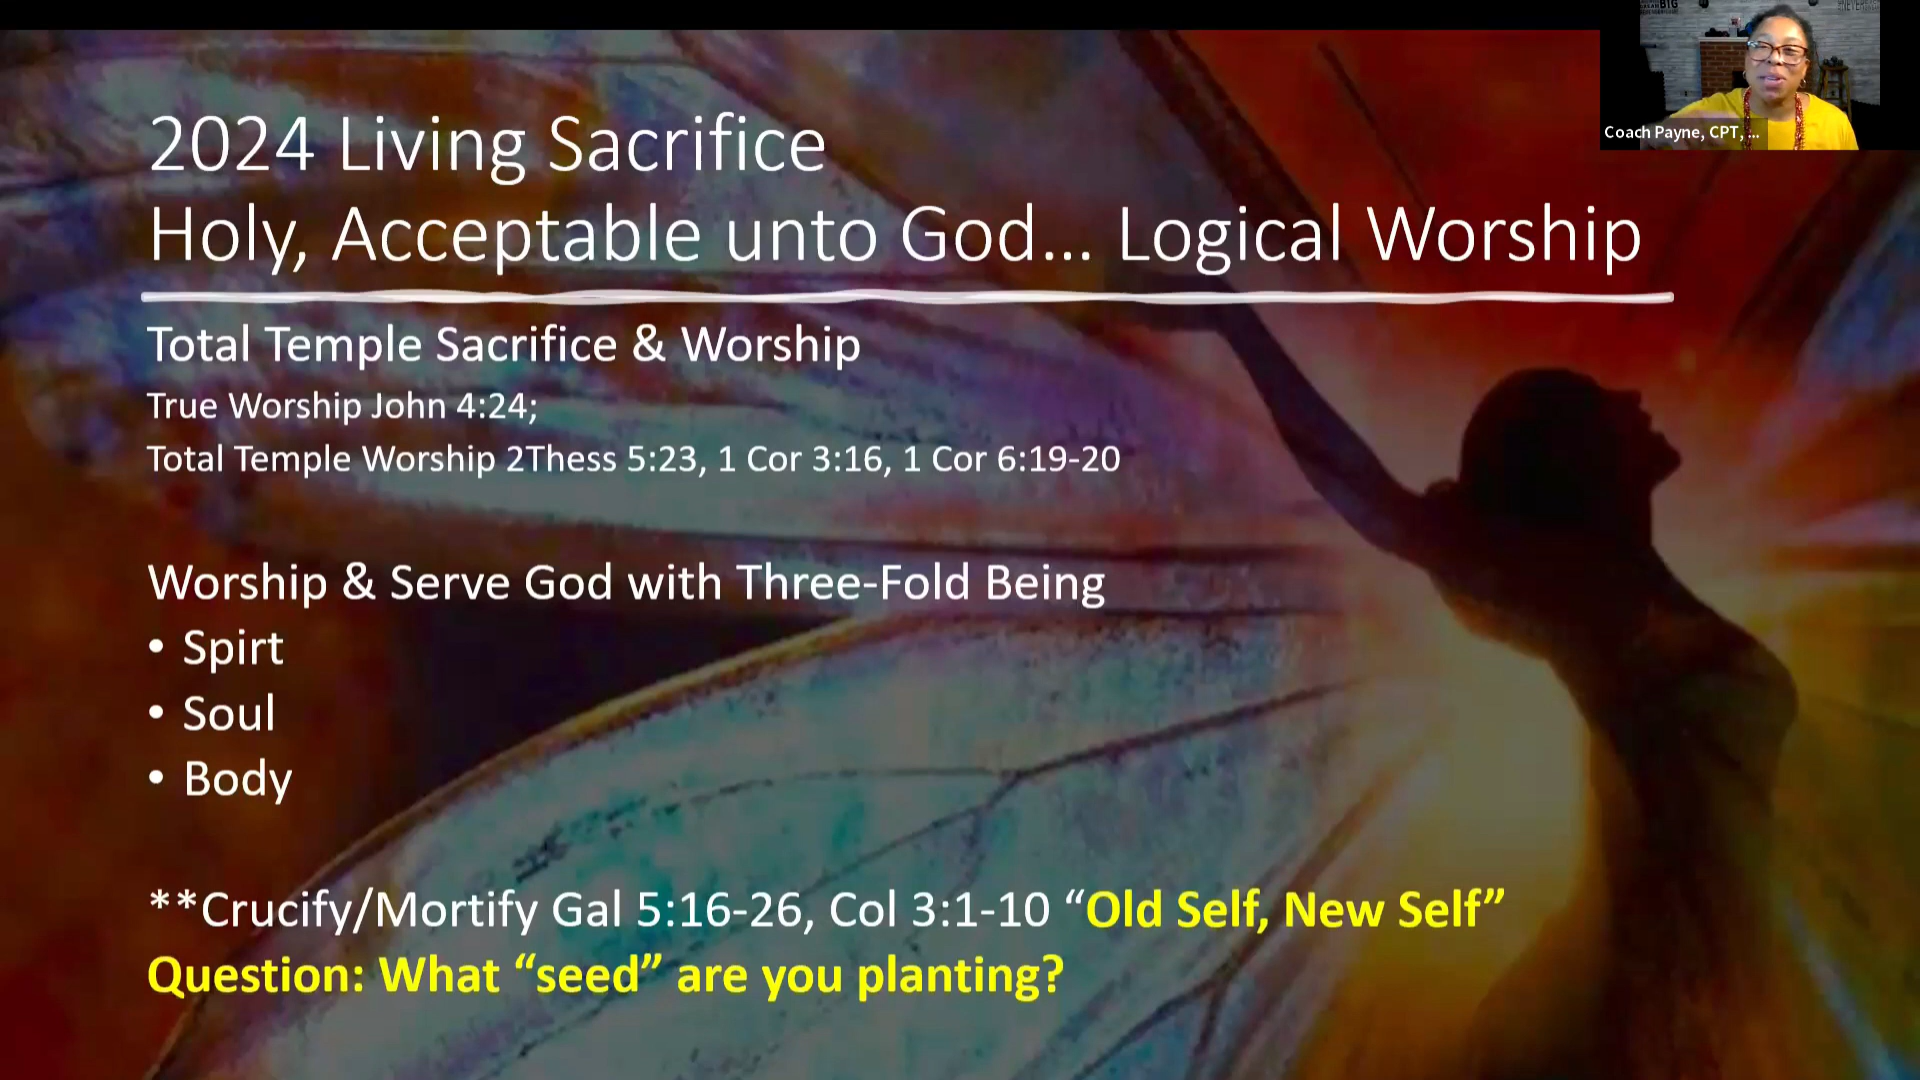 BIG
Coach Payne, CPT, ...
2024 Living Sacrifice
Holy, Acceptable unto God... Logical Worship
Total Temple Sacrifice & Worship
True Worship John 4:24;
Total Temple Worship 2Thess 5:23, 1 Cor 3:16, 1 Cor 6:19-20
Worship & Serve God with Three-Fold Being
• Spirt
• Soul
• Body
**Crucify/Mortify Gal 5:16-26, Col 3:1-10 “Old Self, New Self”
Question: What “seed” are you planting?